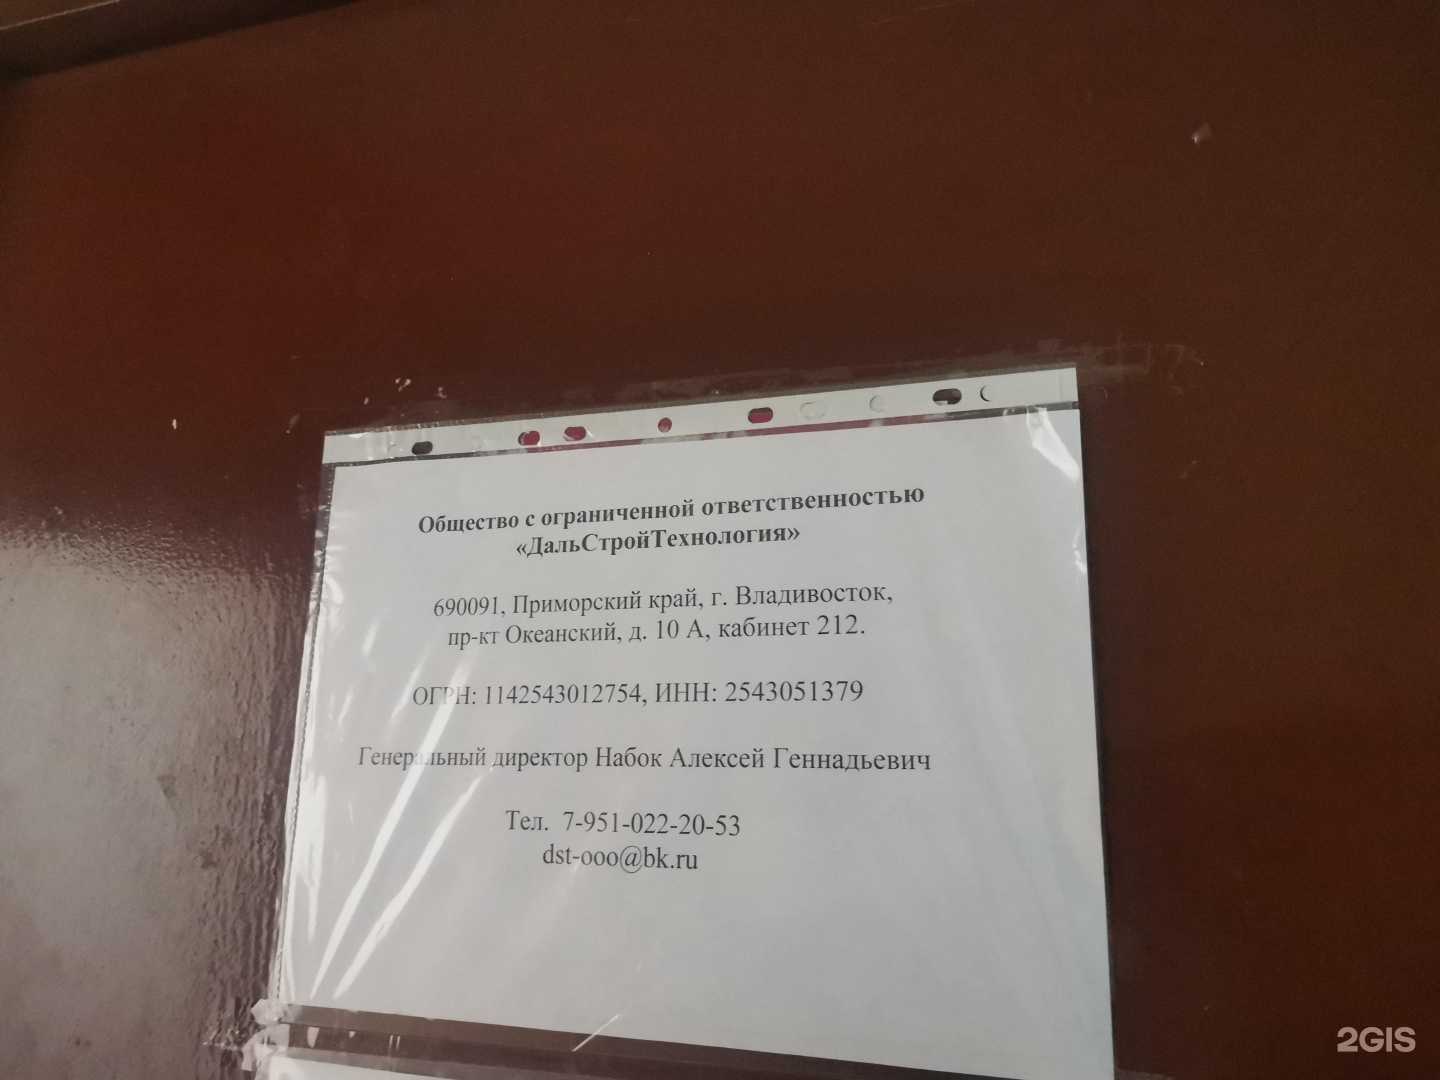 Общество с ограниченной ответственностью
«ДальСтройТехнология»
690091, Приморский край, г. Владивосток,
пр-кт Океанский, д. 10 А, кабинет 212.
ОГРН: 1142543012754, ИНН: 2543051379
Генеральный директор Набок Алексей Геннадьевич
Тел. 7-951-022-20-53
dst-ooo@bk.ru
2GIS